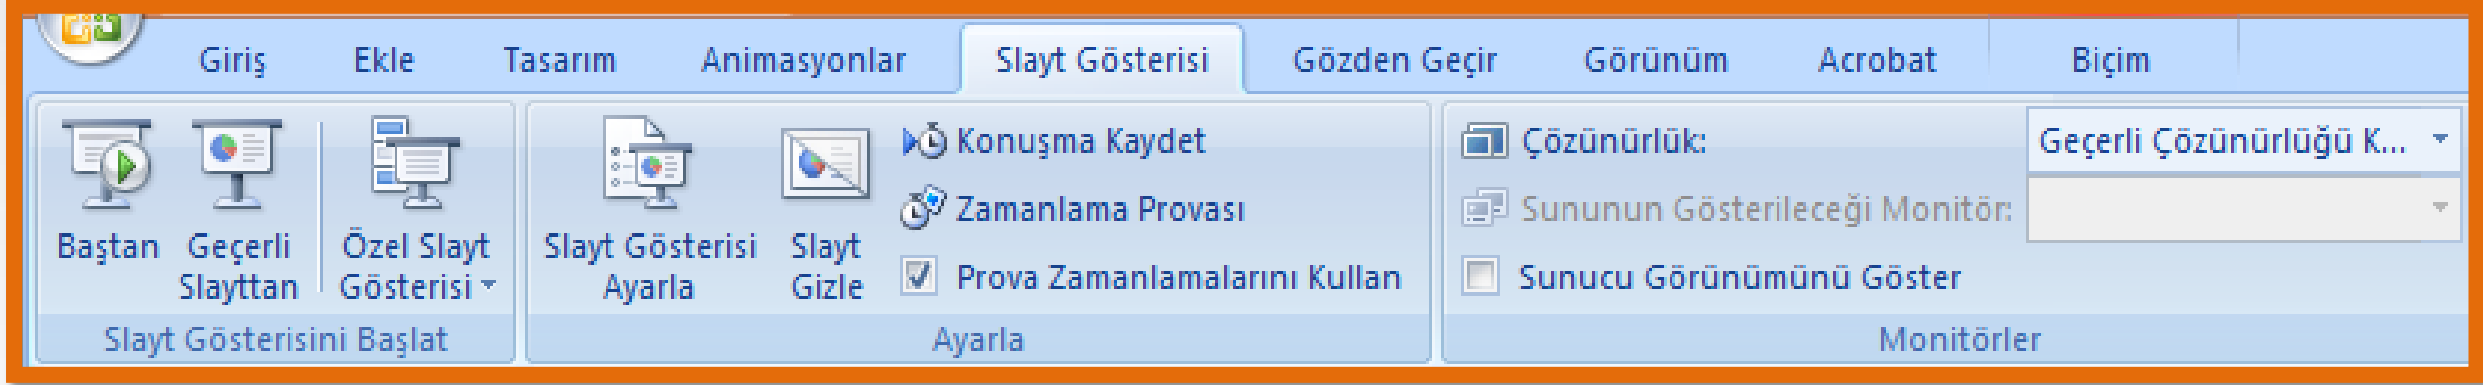 Giriş Ekle Tasarım Animasyonlar Slayt Gösterisi Gözden Geçir Görünüm Acrobat Biçim
Baştan
Geçerli
Slayttan
Özel Slayt
Gösterisi
Slayt Gösterisini Başlat
Slayt Gösterisi
Ayarla
Slayt
Gizle
Konuşma Kaydet
Zamanlama Provası
Prova Zamanlamalarını Kullan
Ayarla
Çözünürlük: Geçerli Çözünürlüğü K...
Sununun Gösterileceği Monitör:
Sunucu Görünümünü Göster
Monitörler